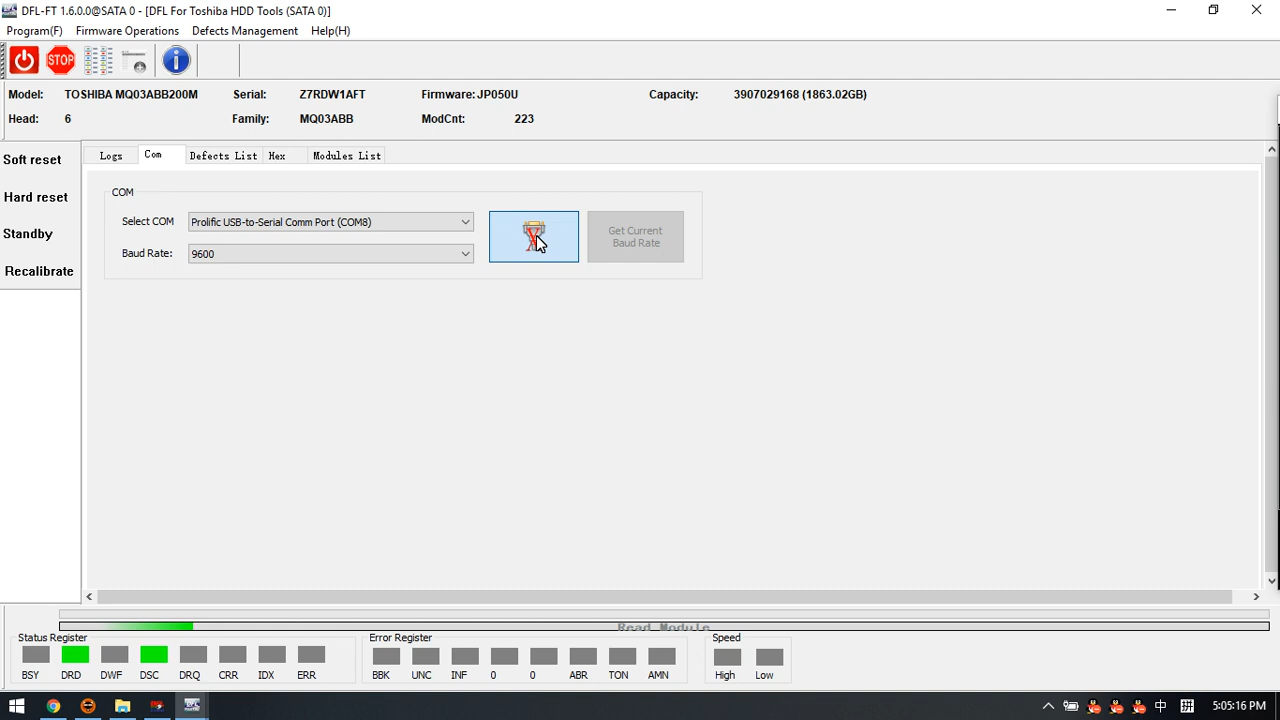 DFL-FT 1.6.0.0@SATA 0 - [DFL For Toshiba HDD Tools (SATA 0)]
Program(F) Firmware Operations Defects Management Help(H)
STOP
Model: TOSHIBA MQ03ABB200M Serial: Z7RDW1AFT Firmware: JP050U Capacity: 3907029168 (1863.02GB)
Head: 6 Family: MQ03ABB ModCnt: 223
Soft reset
Hard reset
Standby
Recalibrate
Logs Com Defects List Hex Modules List
COM
Select COM Prolific USB-to-Serial Comm Port (COM8)
Baud Rate: 9600
Get Current
Baud Rate
Read Module
Status Register Error Register Speed
BSY DRD DWF DSC DRQ CRR IDX ERR BBK UNC INF 0 0 ABR TON AMN High Low
中 拼 5:05:16 PM